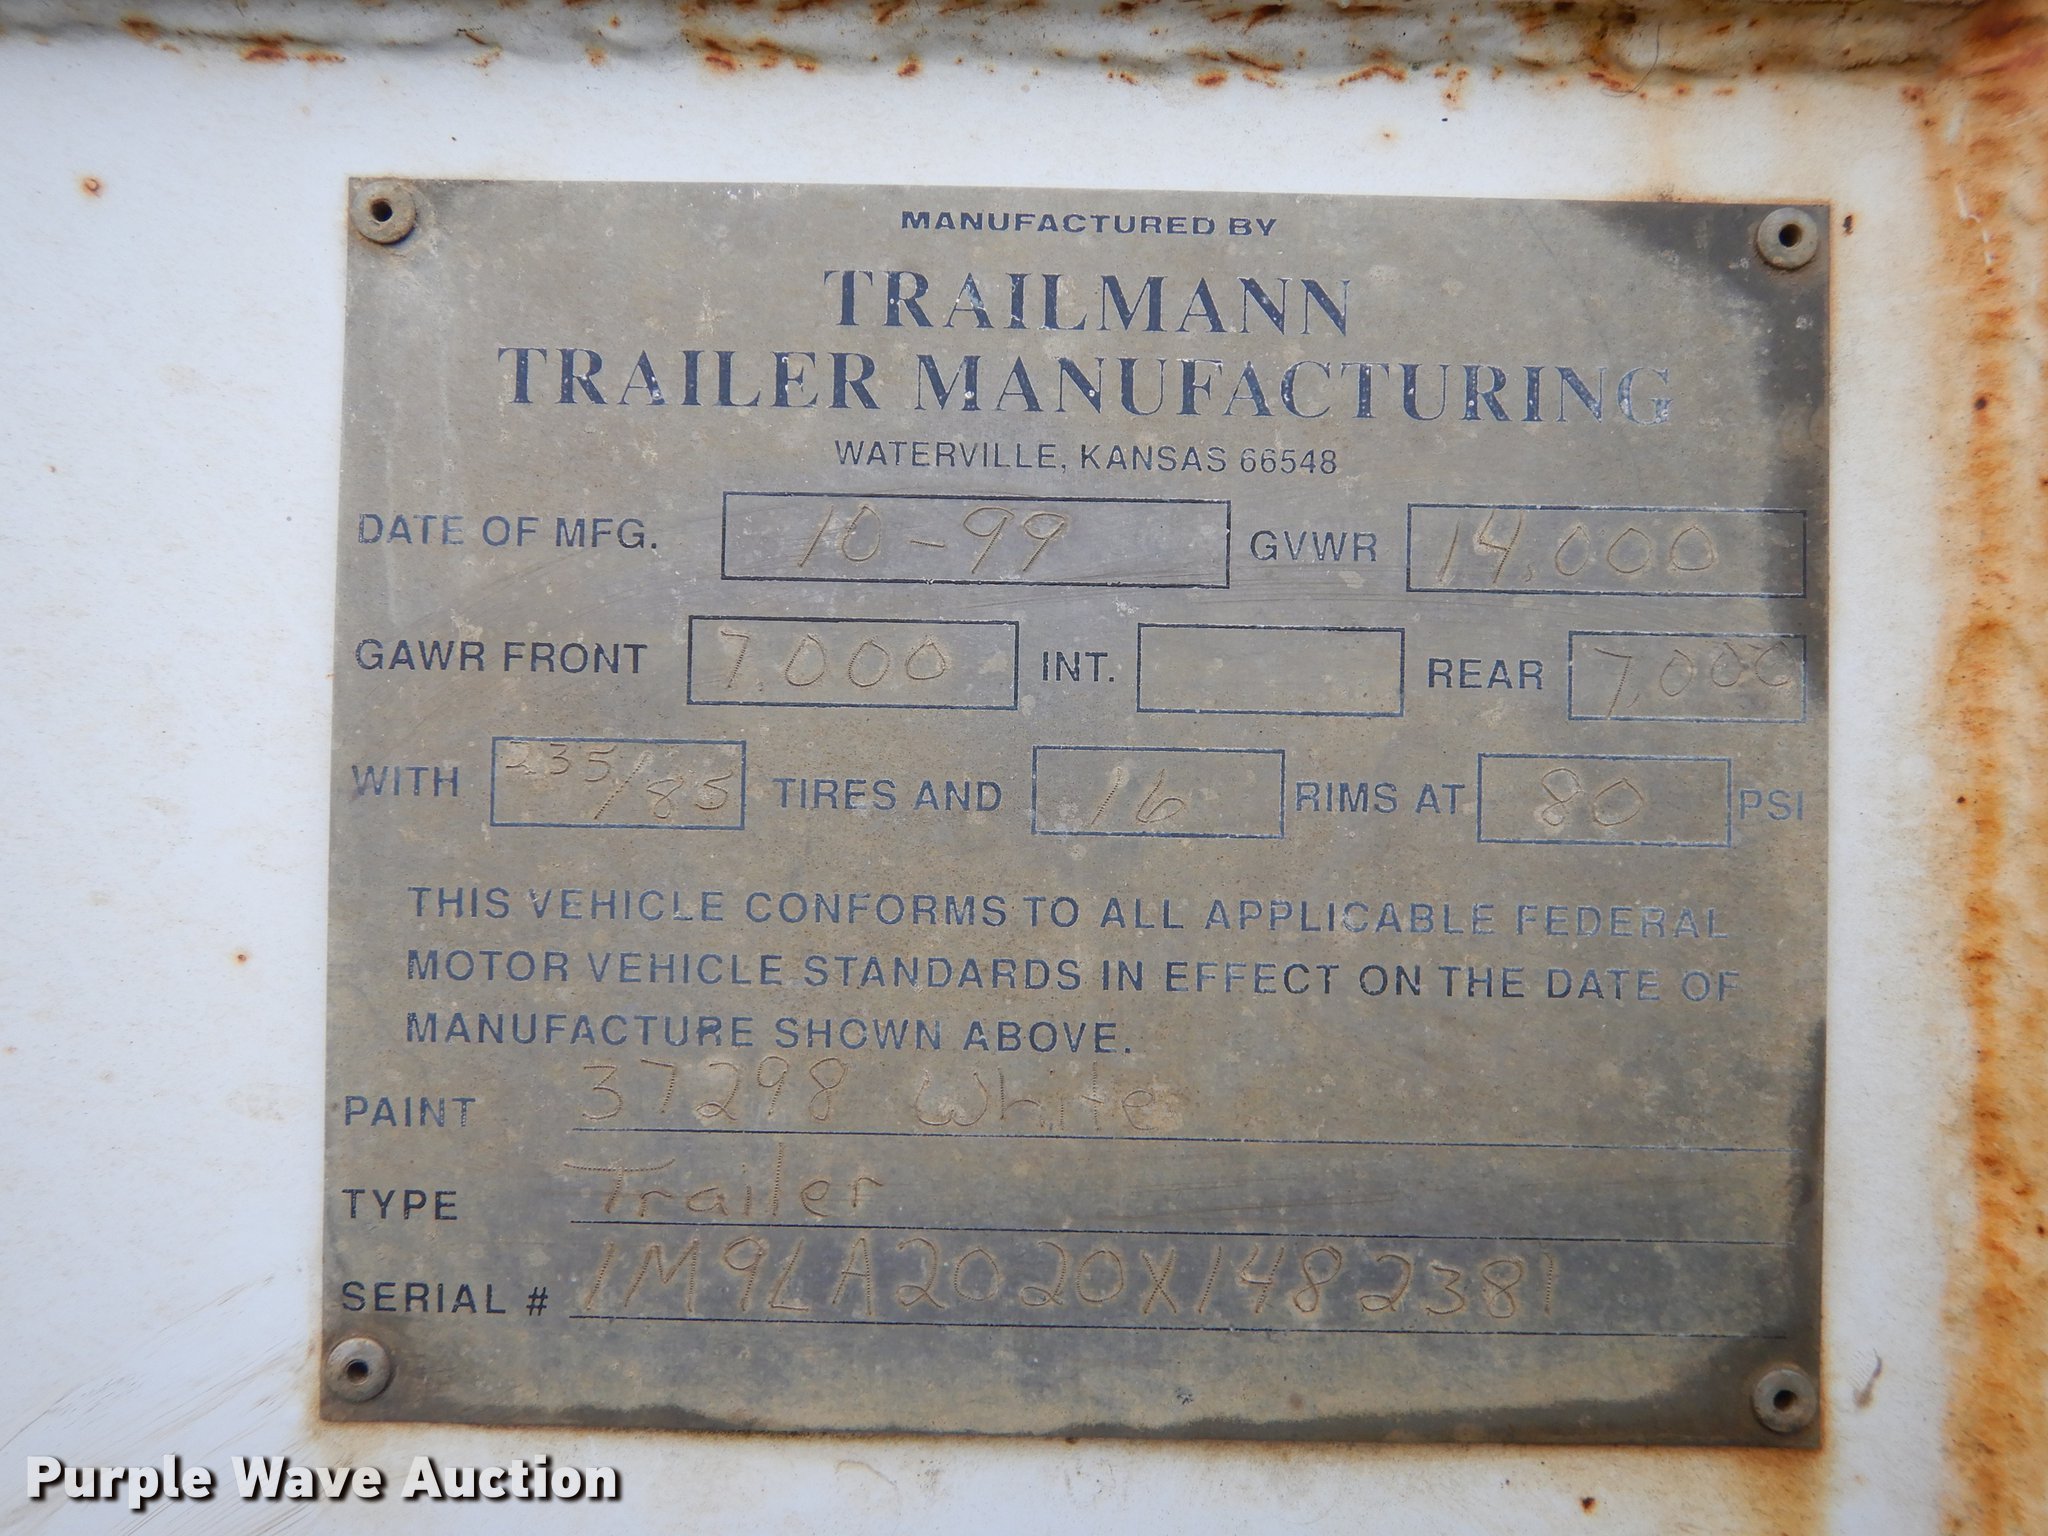 MANUFACTURED BY
TRAILMANN
TRAILER MANUFACTURING
WATERVILLE, KANSAS 66548
DATE OF MFG. 10-99 GVWR 14,000
GAWR FRONT 7,000 INT. REAR 7,000
WITH 235/85 TIRES AND 16 RIMS AT 80 PSI
THIS VEHICLE CONFORMS TO ALL APPLICABLE FEDERAL
MOTOR VEHICLE STANDARDS IN EFFECT ON THE DATE OF
MANUFACTURE SHOWN ABOVE.
PAINT 37298 White
TYPE Trailer
SERIAL # 1M9LA2020X1482381
Purple Wave Auction